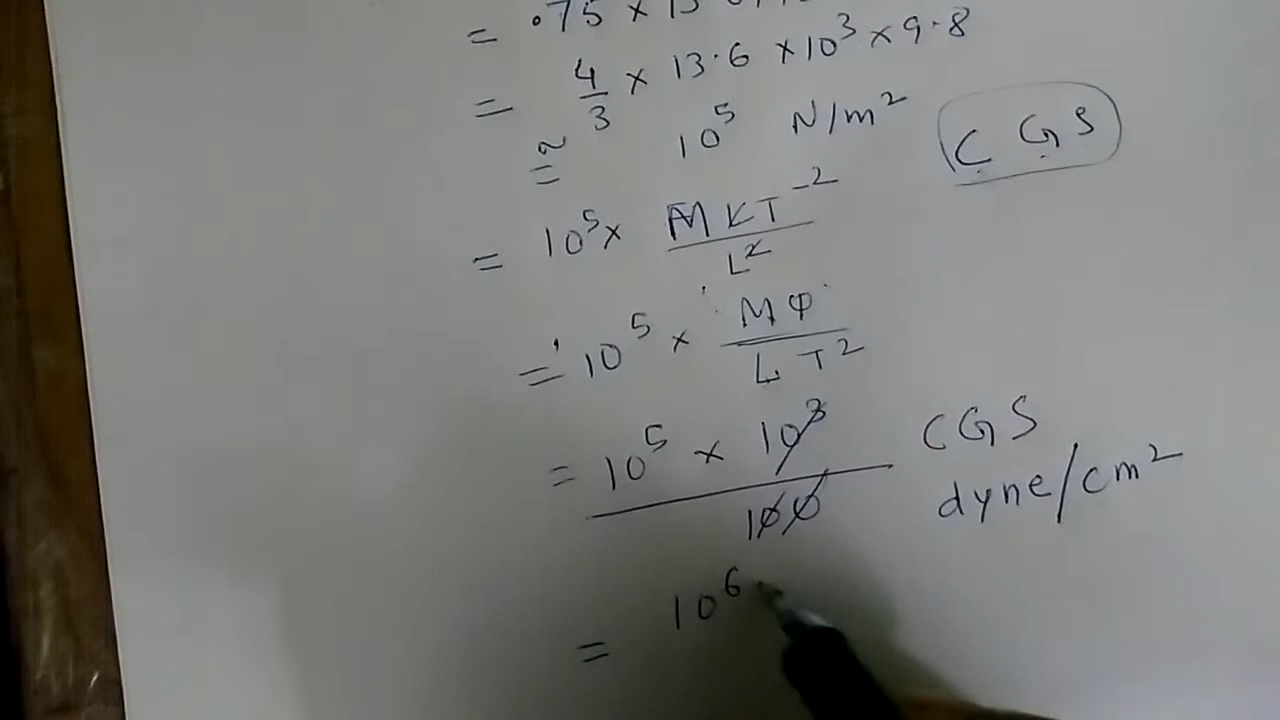 = .75 × 13
= 4/3 × 13.6 × 10³ × 9.8
≅ 10⁵ N/m²
CGS
= 10⁵ × MLT⁻² / L²
= 10⁵ × M / LT²
= 10⁵ × 10³ / 100 CGS
dyne/cm²
= 10⁶